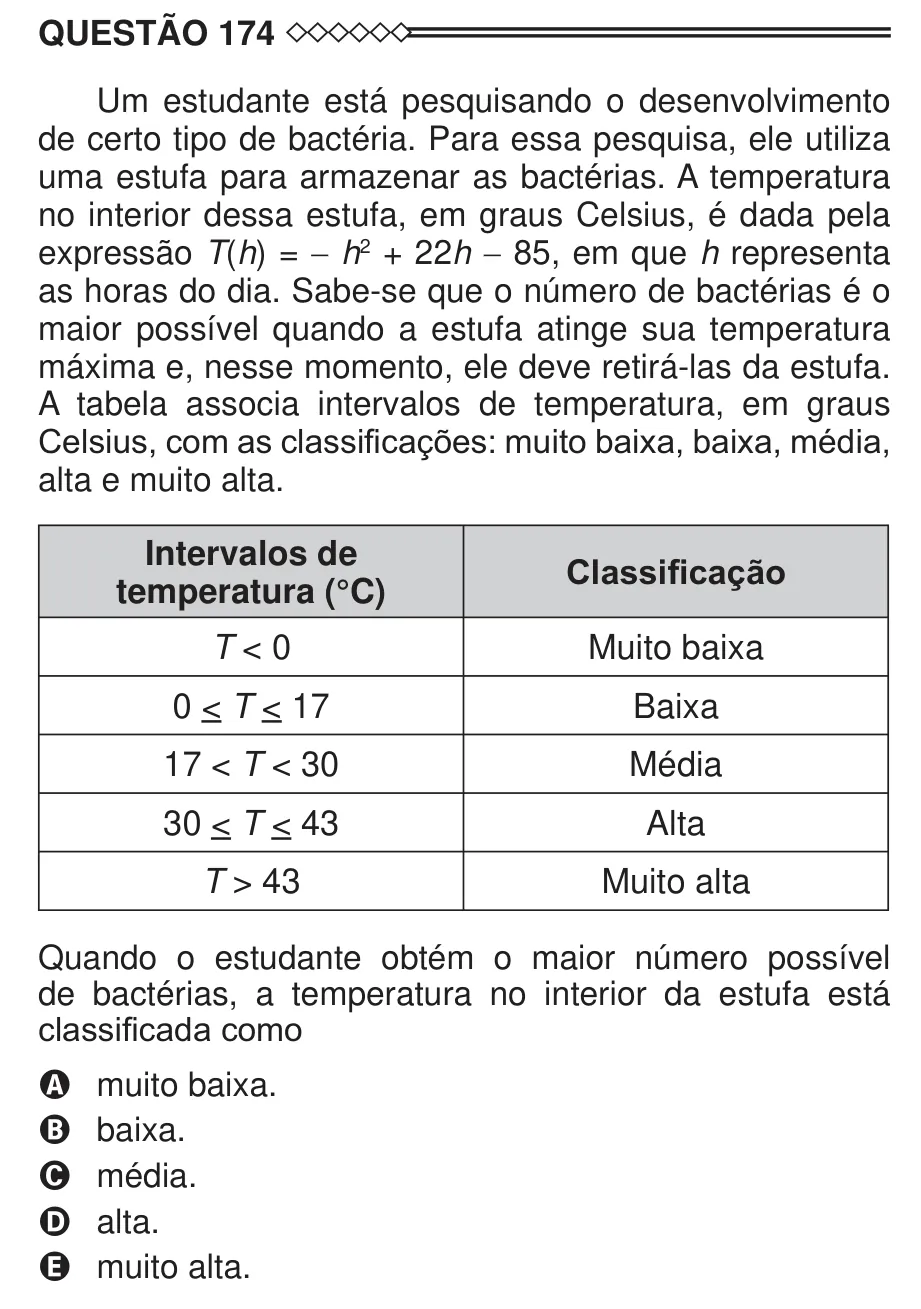 QUESTÃO 174
Um estudante está pesquisando o desenvolvimento
de certo tipo de bactéria. Para essa pesquisa, ele utiliza
uma estufa para armazenar as bactérias. A temperatura
no interior dessa estufa, em graus Celsius, é dada pela
expressão T(h) = – h² + 22h – 85, em que h representa
as horas do dia. Sabe-se que o número de bactérias é o
maior possível quando a estufa atinge sua temperatura
máxima e, nesse momento, ele deve retirá-las da estufa.
A tabela associa intervalos de temperatura, em graus
Celsius, com as classificações: muito baixa, baixa, média,
alta e muito alta.
Intervalos de
temperatura (°C)
Classificação
T < 0
Muito baixa
0 ≤ T ≤ 17
Baixa
17 < T < 30
Média
30 ≤ T ≤ 43
Alta
T > 43
Muito alta
Quando o estudante obtém o maior número possível
de bactérias, a temperatura no interior da estufa está
classificada como
A muito baixa.
B baixa.
C média.
D alta.
E muito alta.